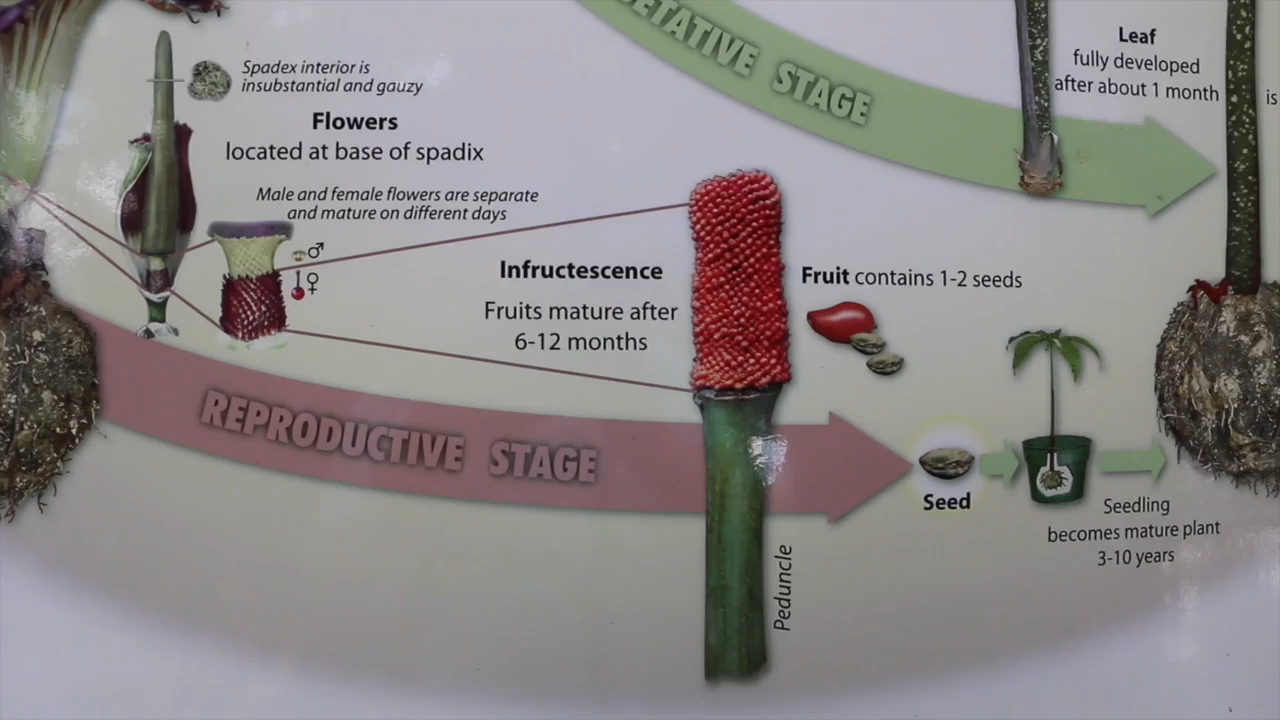 ETATIVE STAGE
Leaf
fully developed
after about 1 month
is
Spadex interior is
insubstantial and gauzy
Flowers
located at base of spadix
Male and female flowers are separate
and mature on different days
♂
♀
Infructescence
Fruits mature after
6-12 months
Fruit contains 1-2 seeds
REPRODUCTIVE STAGE
Seed
Seedling
becomes mature plant
3-10 years
Peduncle